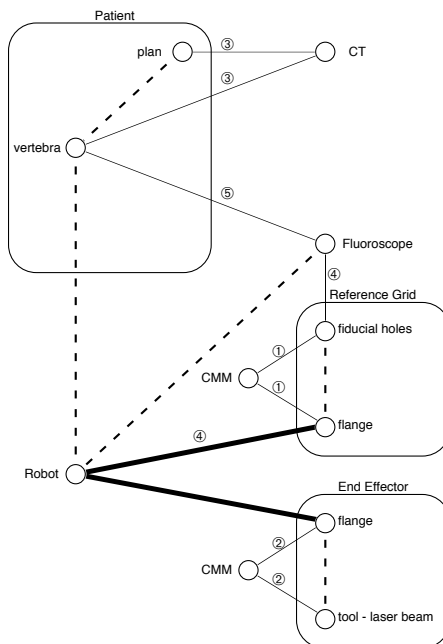 Patient
plan
③
CT
③
vertebra
⑤
Fluoroscope
④
Reference Grid
①
fiducial holes
CMM
①
④
flange
Robot
End Effector
flange
②
CMM
②
tool - laser beam